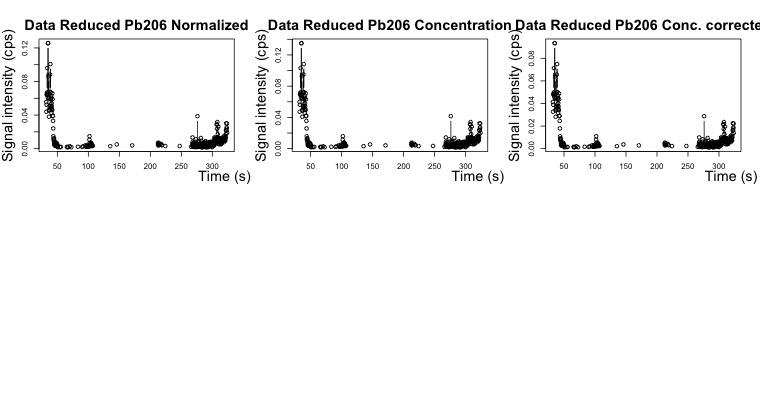 Data Reduced Pb206 Normalized
Signal intensity (cps)
0.00 0.04 0.08 0.12
50 100 150 200 250 300
Time (s)
Data Reduced Pb206 Concentration
Signal intensity (cps)
0.00 0.04 0.08 0.12
50 100 150 200 250 300
Time (s)
Data Reduced Pb206 Conc. correcte
Signal intensity (cps)
0.00 0.02 0.04 0.06 0.08
50 100 150 200 250 300
Time (s)